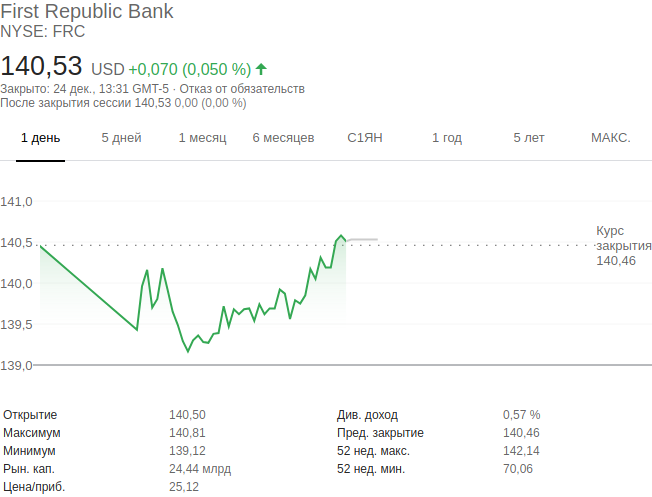 First Republic Bank
NYSE: FRC
140,53 USD +0,070 (0,050 %)
Закрыто: 24 дек., 13:31 GMT-5 · Отказ от обязательств
После закрытия сессии 140,53 0,00 (0,00 %)
1 день 5 дней 1 месяц 6 месяцев С1ЯН 1 год 5 лет МАКС.
141,0
140,5
140,0
139,5
139,0
Курс
закрытия
140,46
Открытие 140,50 Див. доход 0,57 %
Максимум 140,81 Пред. закрытие 140,46
Минимум 139,12 52 нед. макс. 142,14
Рын. кап. 24,44 млрд 52 нед. мин. 70,06
Цена/приб. 25,12